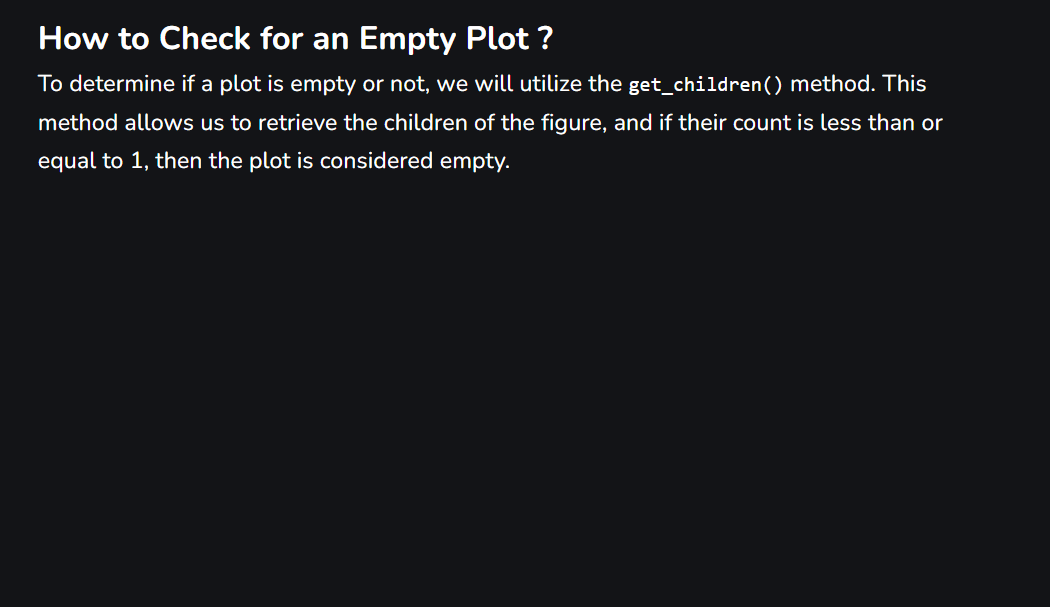 How to Check for an Empty Plot ?
To determine if a plot is empty or not, we will utilize the get_children() method. This
method allows us to retrieve the children of the figure, and if their count is less than or
equal to 1, then the plot is considered empty.